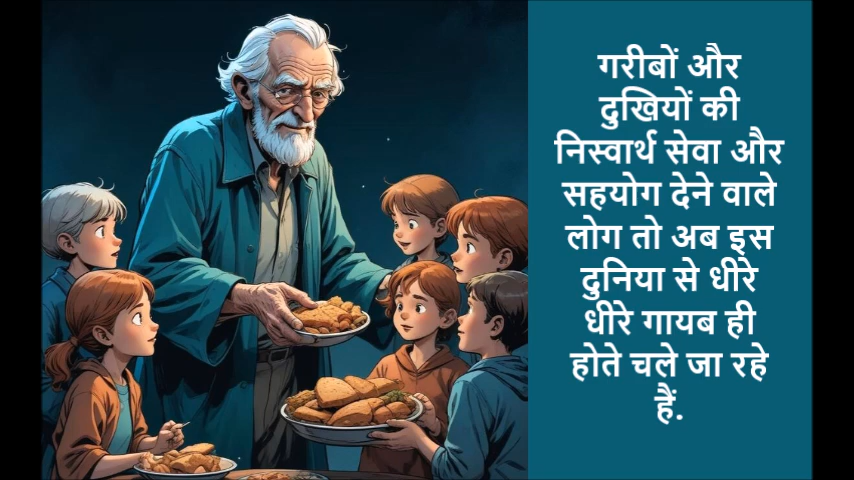 गरीबों और
दुखियों की
निस्वार्थ सेवा और
सहयोग देने वाले
लोग तो अब इस
दुनिया से धीरे
धीरे गायब ही
होते चले जा रहे
हैं.